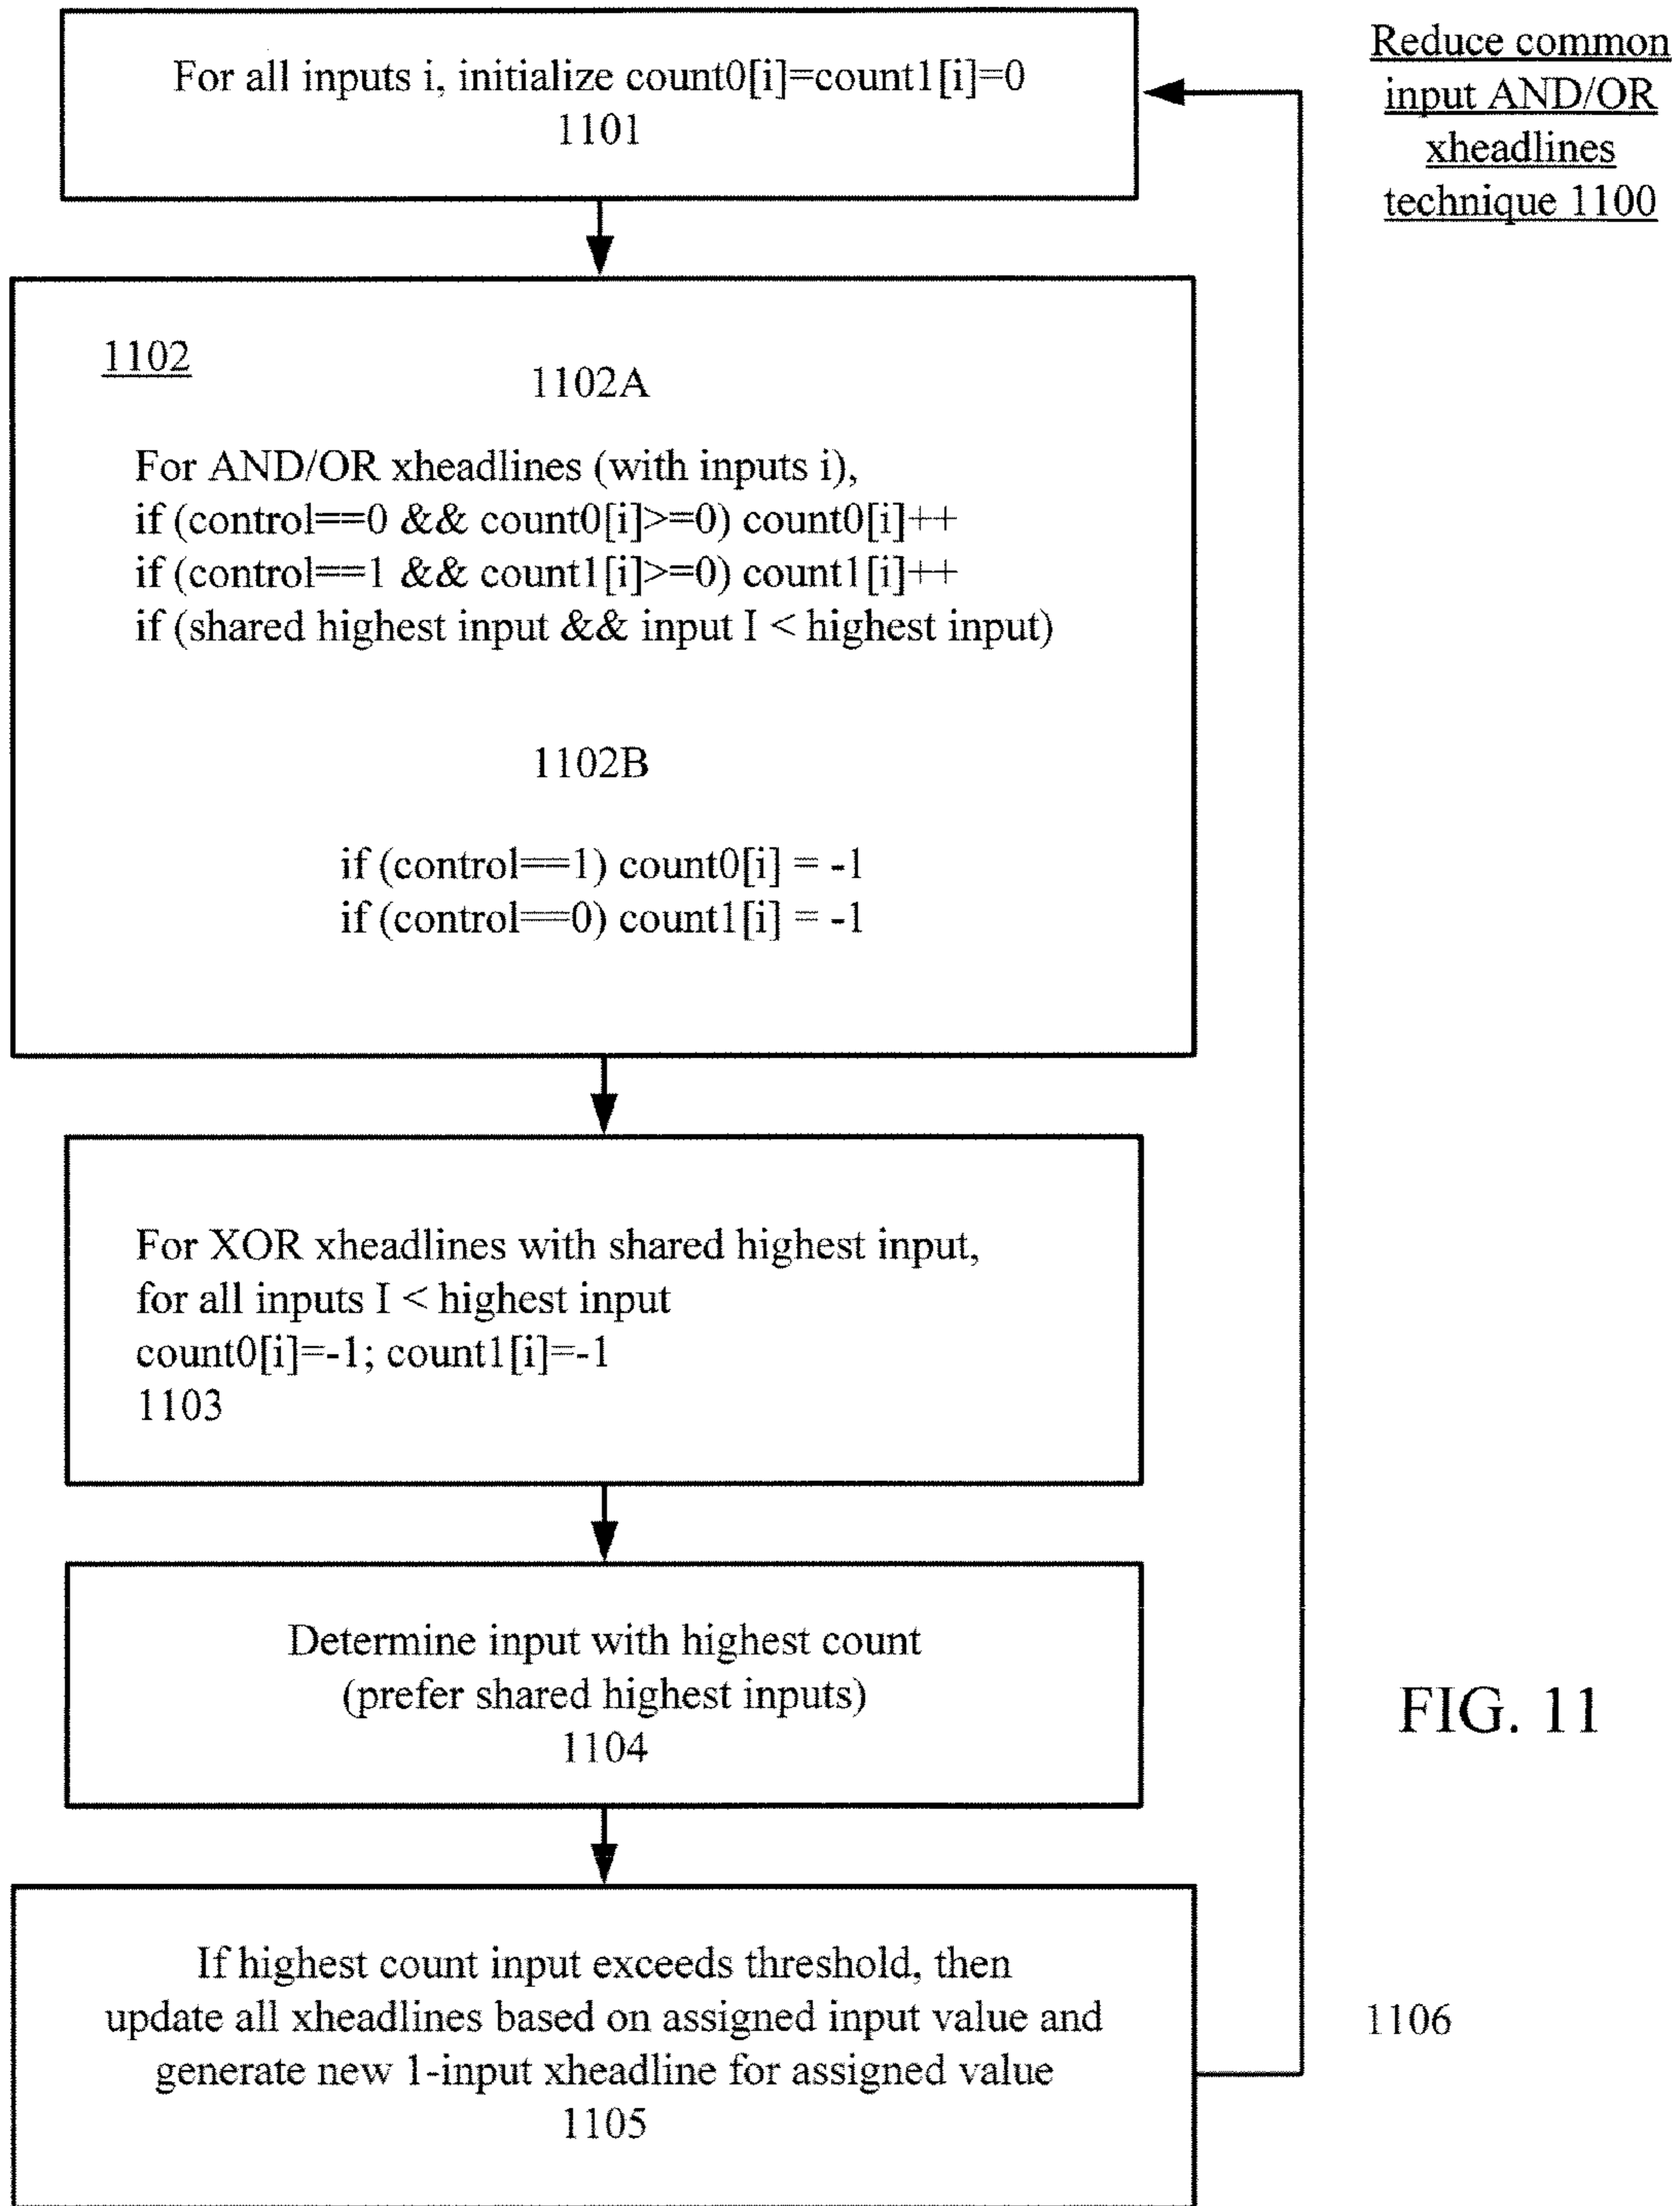 For all inputs i, initialize count0[i]=count1[i]=0
1101
Reduce common
input AND/OR
xheadlines
technique 1100
1102
1102A
For AND/OR xheadlines (with inputs i),
if (control==0 && count0[i]>=0) count0[i]++
if (control==1 && count1[i]>=0) count1[i]++
if (shared highest input && input I < highest input)
1102B
if (control==1) count0[i] = -1
if (control==0) count1[i] = -1
For XOR xheadlines with shared highest input,
for all inputs I < highest input
count0[i]=-1; count1[i]=-1
1103
Determine input with highest count
(prefer shared highest inputs)
1104
FIG. 11
If highest count input exceeds threshold, then
update all xheadlines based on assigned input value and
generate new 1-input xheadline for assigned value
1105
1106